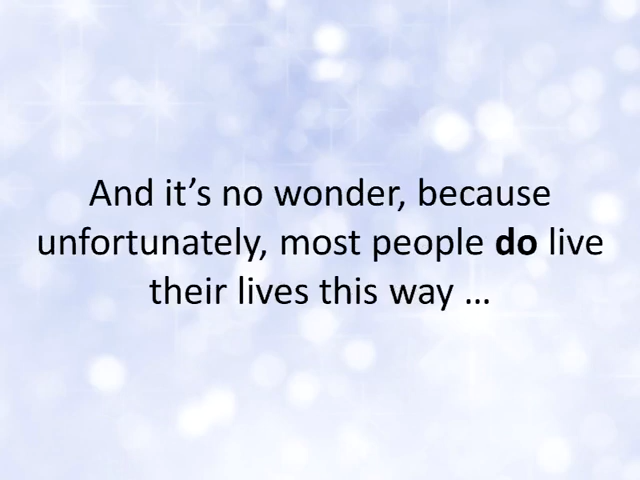 And it’s no wonder, because
unfortunately, most people do live
their lives this way …